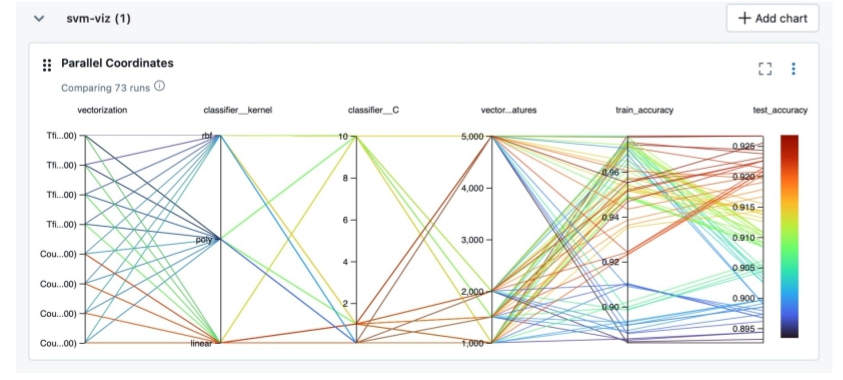 svm-viz (1)
+ Add chart
Parallel Coordinates
Comparing 73 runs
vectorization classifier__kernel classifier__C vector...atures train_accuracy test_accuracy
Tfi...00)
Tfi...00)
Tfi...00)
Tfi...00)
Cou...00)
Cou...00)
Cou...00)
Cou...00)
rbf
poly
linear
10
8
6
4
2
5,000
4,000
3,000
2,000
1,000
0.96
0.94
0.92
0.90
0.925
0.920
0.915
0.910
0.905
0.900
0.895